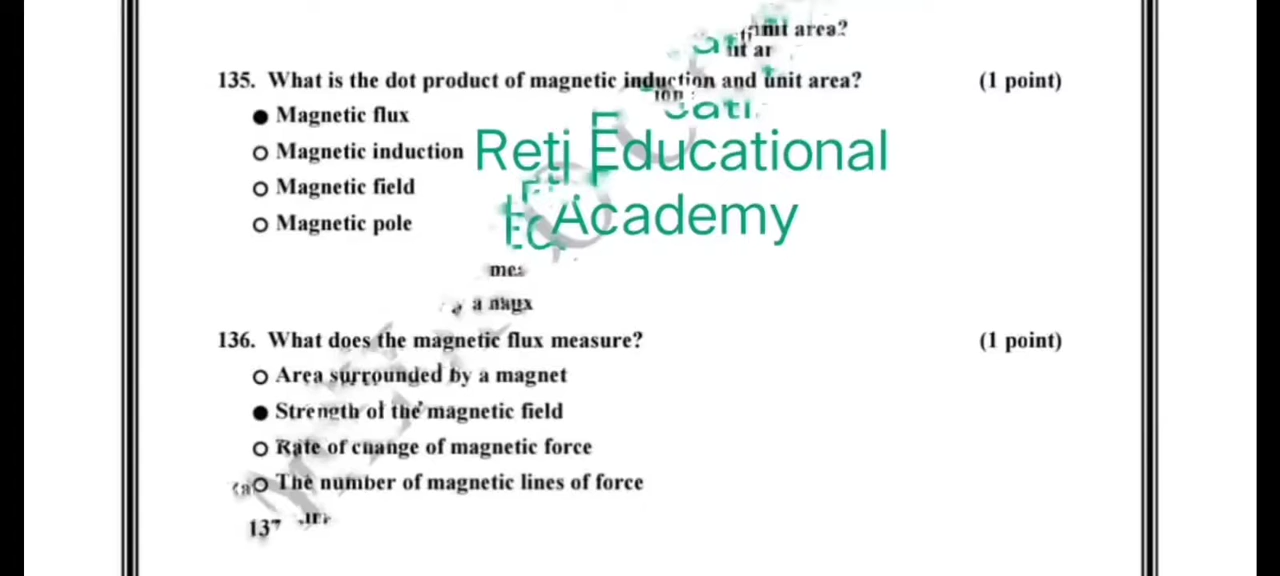 unit area?
135. What is the dot product of magnetic induction and unit area? (1 point)
Magnetic flux
Magnetic induction
Magnetic field
Magnetic pole
Reti Educational
Academy
136. What does the magnetic flux measure? (1 point)
Area surrounded by a magnet
Strength of the magnetic field
Rate of change of magnetic force
The number of magnetic lines of force
137